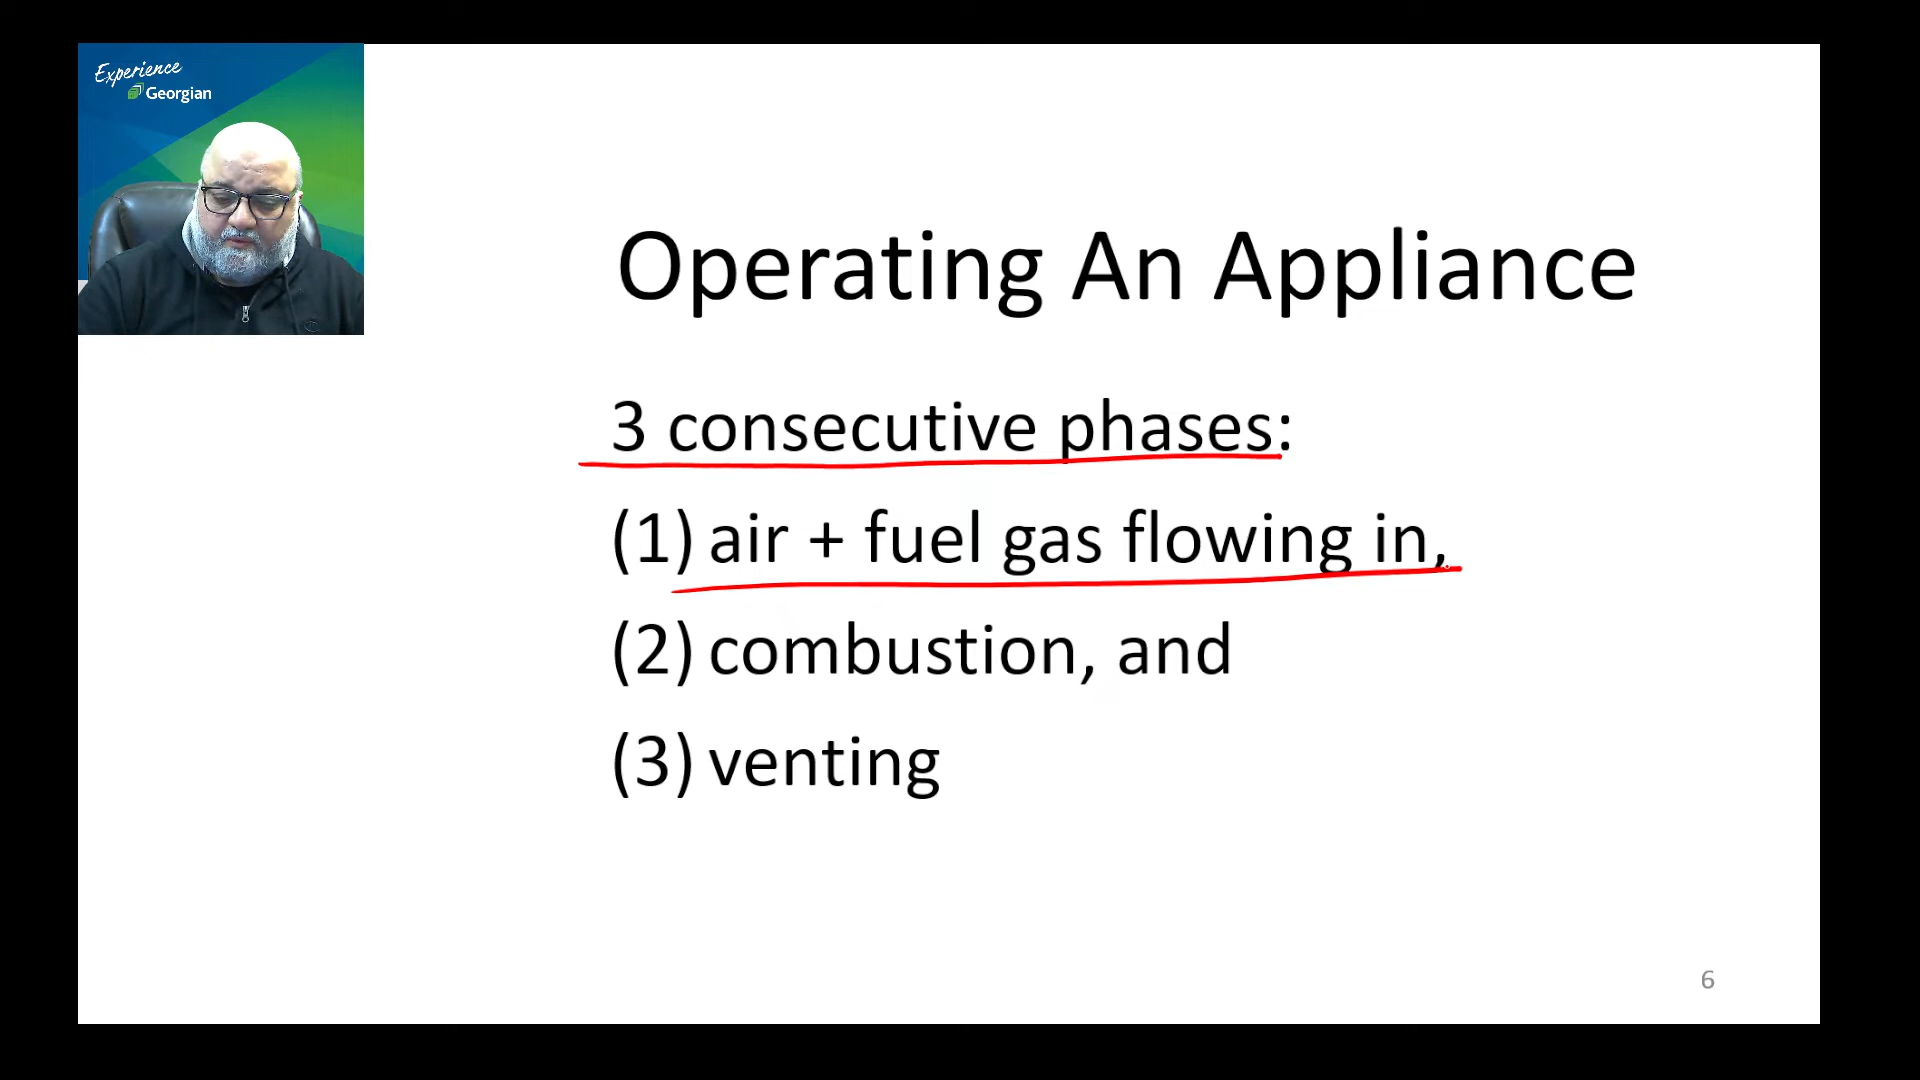 Experience
Georgian
Operating An Appliance
3 consecutive phases:
(1) air + fuel gas flowing in,
(2) combustion, and
(3) venting
6